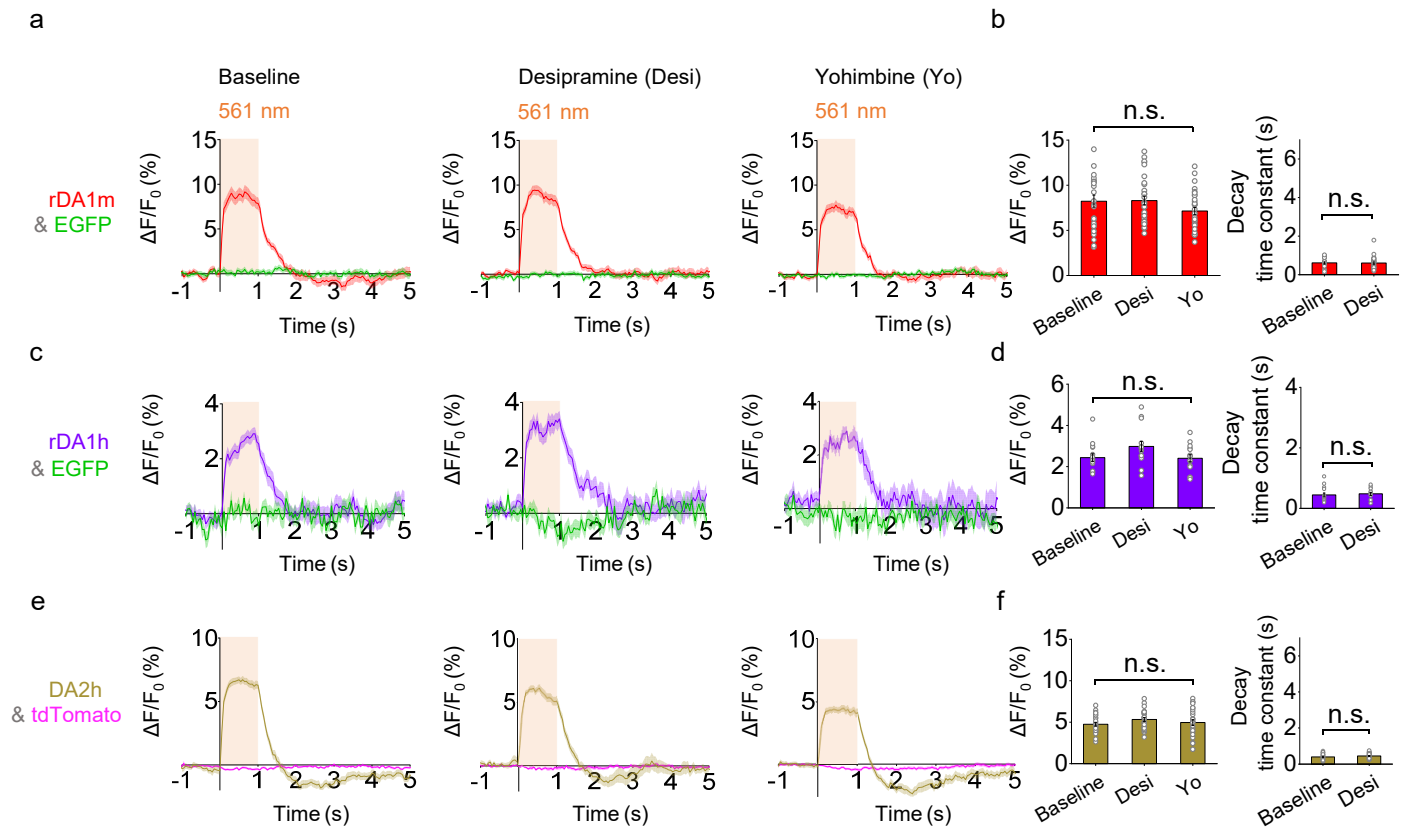 a
b
Baseline
Desipramine (Desi)
Yohimbine (Yo)
561 nm
561 nm
561 nm
n.s.
rDA1m
& EGFP
ΔF/F0 (%)
15
10
5
-1 1 2 3 4 5
Time (s)
ΔF/F0 (%)
15
10
5
-1 1 2 3 4 5
Time (s)
ΔF/F0 (%)
15
10
5
-1 1 2 3 4 5
Time (s)
ΔF/F0 (%)
15
10
5
0
Baseline
Desi
Yo
Decay
time constant (s)
6
4
2
0
n.s.
Baseline
Desi
c
d
rDA1h
& EGFP
ΔF/F0 (%)
4
2
-1 1 2 3 4 5
Time (s)
ΔF/F0 (%)
4
2
-1 1 2 3 4 5
Time (s)
ΔF/F0 (%)
4
2
-1 1 2 3 4 5
Time (s)
ΔF/F0 (%)
6
4
2
0
n.s.
Baseline
Desi
Yo
Decay
time constant (s)
4
2
0
n.s.
Baseline
Desi
e
f
DA2h
& tdTomato
ΔF/F0 (%)
10
5
-1 1 2 3 4 5
Time (s)
ΔF/F0 (%)
10
5
-1 1 2 3 4 5
Time (s)
ΔF/F0 (%)
10
5
-1 1 2 3 4 5
Time (s)
ΔF/F0 (%)
15
10
5
0
n.s.
Baseline
Desi
Yo
Decay
time constant (s)
6
4
2
0
n.s.
Baseline
Desi